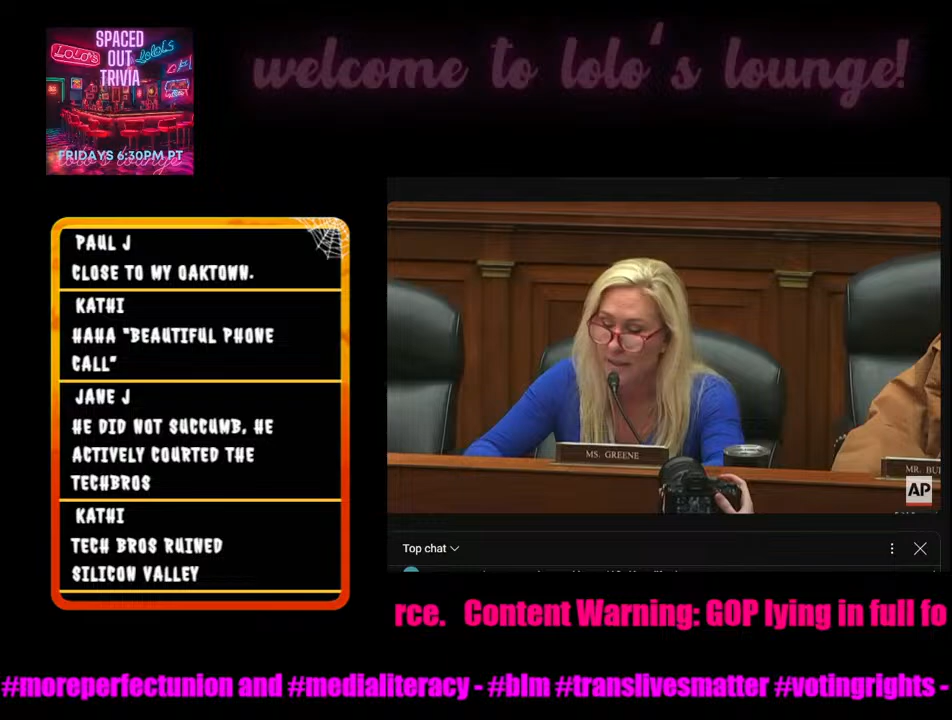 SPACED
OUT
TRIVIA
LOLO'S
LOLO'S
FRIDAYS 6:30PM PT
lolo's lounge
welcome to lolo's lounge!
PAUL J
CLOSE TO MY OAKTOWN.
KATHI
HAHA "BEAUTIFUL PHONE
CALL"
JANE J
HE DID NOT SUCCUMB, HE
ACTIVELY COURTED THE
TECHBROS
KATHI
TECH BROS RUINED
SILICON VALLEY
MS. GREENE
MR. BU
AP
Top chat
rce. Content Warning: GOP lying in full fo
#moreperfectunion and #medialiteracy - #blm #translivesmatter #votingrights -